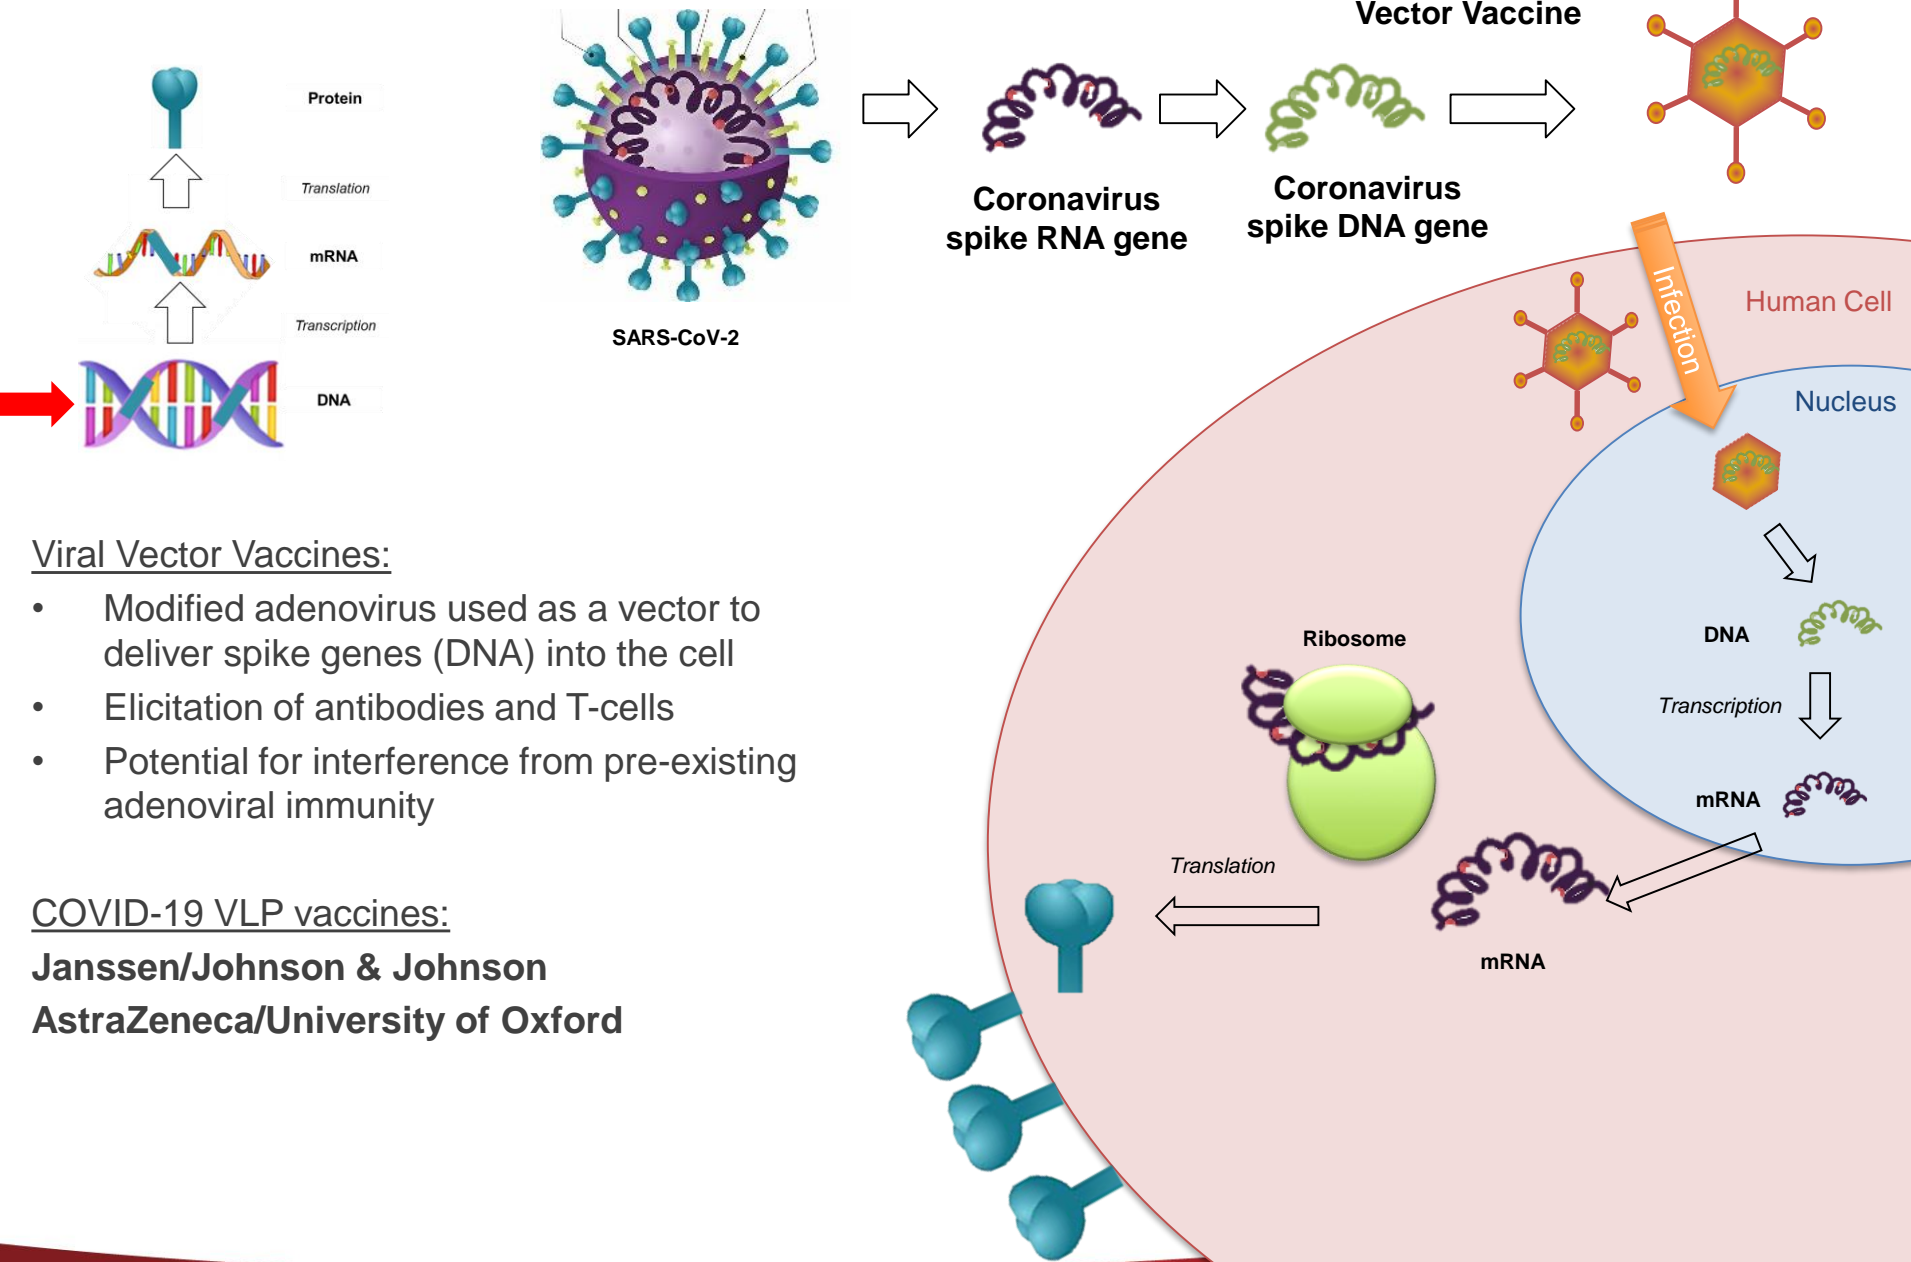 Vector Vaccine
Protein
Translation
mRNA
Transcription
DNA
SARS-CoV-2
Coronavirus
spike RNA gene
Coronavirus
spike DNA gene
Infection
Human Cell
Nucleus
DNA
Transcription
mRNA
Ribosome
Translation
mRNA
Viral Vector Vaccines:
• Modified adenovirus used as a vector to
deliver spike genes (DNA) into the cell
• Elicitation of antibodies and T-cells
• Potential for interference from pre-existing
adenoviral immunity
COVID-19 VLP vaccines:
Janssen/Johnson & Johnson
AstraZeneca/University of Oxford